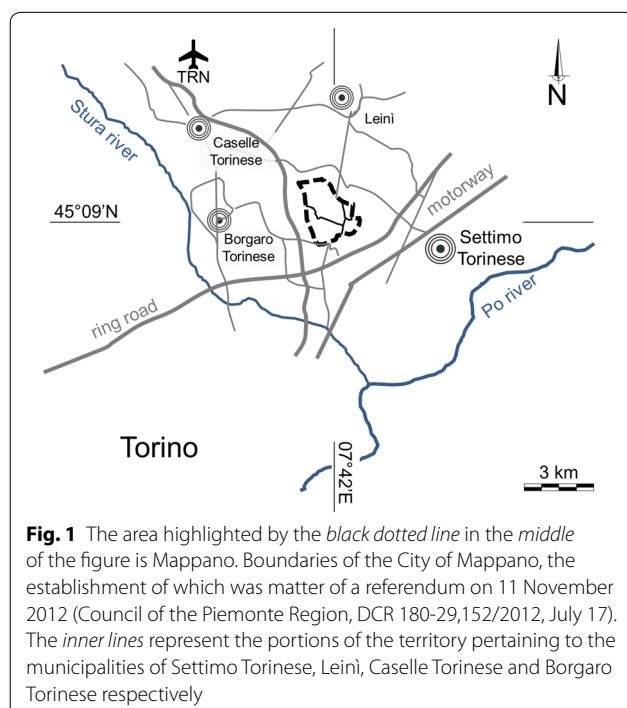 TRN
N
Stura river
Leinì
Caselle
Torinese
45°09'N
Borgaro
Torinese
motorway
Settimo
Torinese
ring road
Po river
Torino
07°42'E
3 km
Fig. 1 The area highlighted by the black dotted line in the middle
of the figure is Mappano. Boundaries of the City of Mappano, the
establishment of which was matter of a referendum on 11 November
2012 (Council of the Piemonte Region, DCR 180-29,152/2012, July 17).
The inner lines represent the portions of the territory pertaining to the
municipalities of Settimo Torinese, Leinì, Caselle Torinese and Borgaro
Torinese respectively